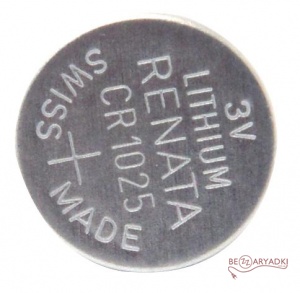 3V
LITHIUM
RENATA
CR1025
SWISS + MADE
BEZZARYADKI